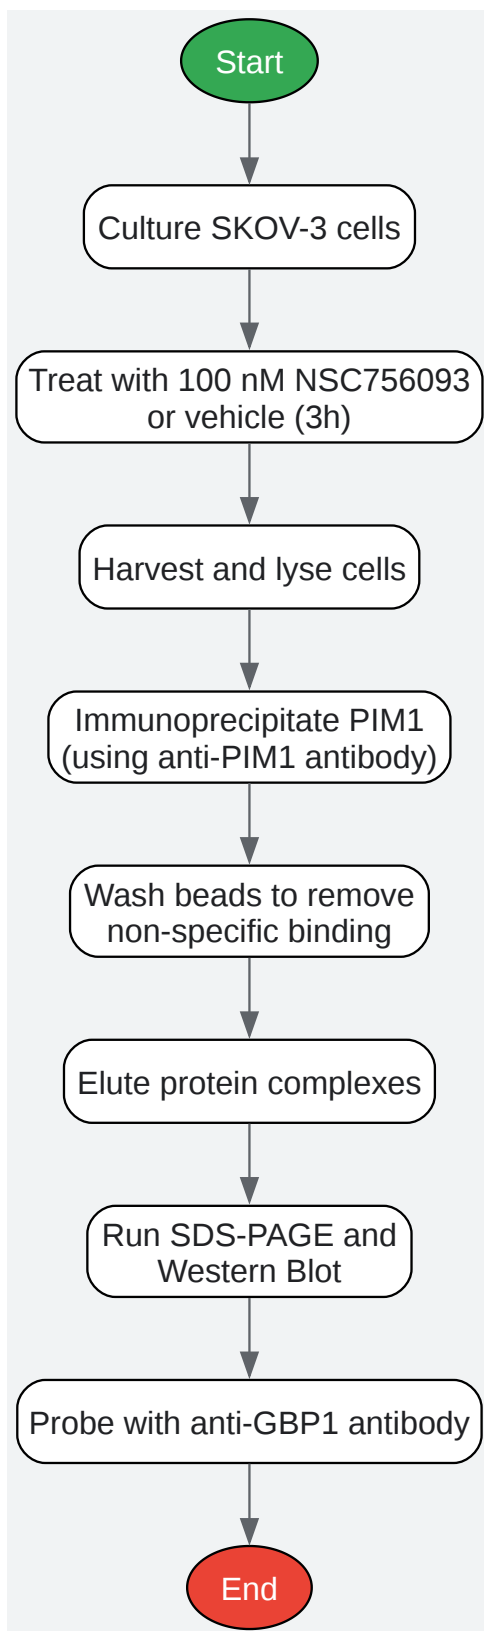 Start
Culture SKOV-3 cells
Treat with 100 nM NSC756093
or vehicle (3h)
Harvest and lyse cells
Immunoprecipitate PIM1
(using anti-PIM1 antibody)
Wash beads to remove
non-specific binding
Elute protein complexes
Run SDS-PAGE and
Western Blot
Probe with anti-GBP1 antibody
End